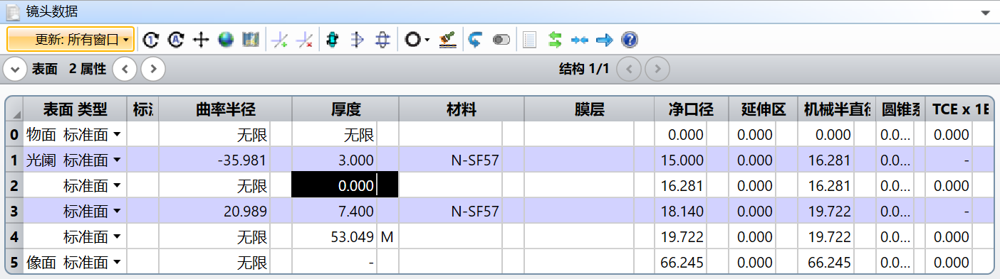 镜头数据
更新: 所有窗口
表面 2 属性 结构 1/1
表面 类型 标注 曲率半径 厚度 材料 膜层 净口径 延伸区 机械半直径 圆锥系 TCE x 1E
0 物面 标准面 无限 无限 0.000 0.000 0.000 0.0... 0.000
1 光阑 标准面 -35.981 3.000 N-SF57 15.000 0.000 16.281 0.0... -
2 标准面 无限 0.000 16.281 0.000 16.281 0.0... 0.000
3 标准面 20.989 7.400 N-SF57 18.140 0.000 19.722 0.0... -
4 标准面 无限 53.049 M 19.722 0.000 19.722 0.0... 0.000
5 像面 标准面 无限 - 66.245 0.000 66.245 0.0... 0.000